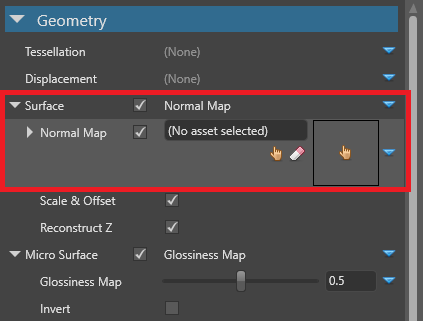 Geometry
Tessellation (None)
Displacement (None)
Surface Normal Map
Normal Map (No asset selected)
Scale & Offset
Reconstruct Z
Micro Surface Glossiness Map
Glossiness Map 0.5
Invert